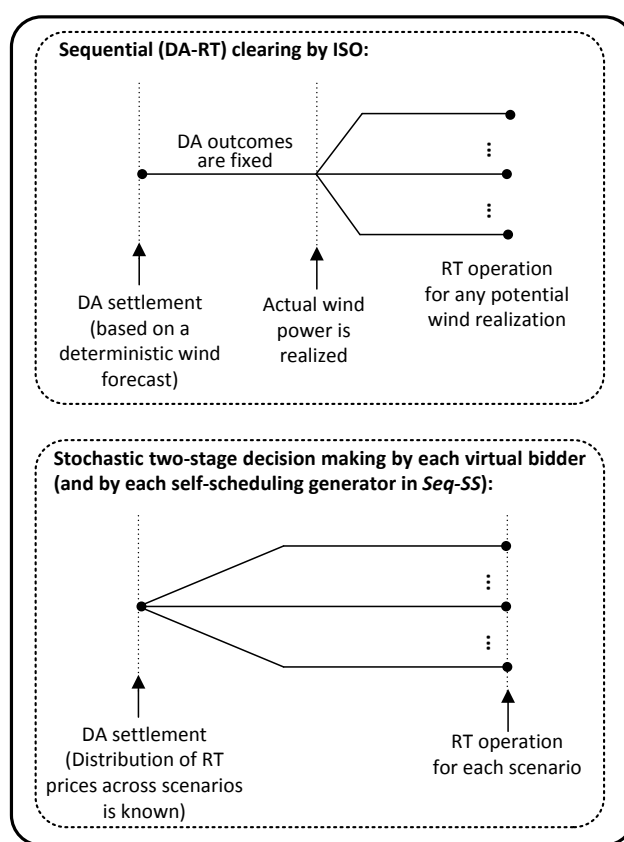 Sequential (DA-RT) clearing by ISO:
DA outcomes
are fixed
...
...
DA settlement
(based on a
deterministic wind
forecast)
Actual wind
power is
realized
RT operation
for any potential
wind realization
Stochastic two-stage decision making by each virtual bidder
(and by each self-scheduling generator in Seq-SS):
...
...
DA settlement
(Distribution of RT
prices across scenarios
is known)
RT operation
for each scenario